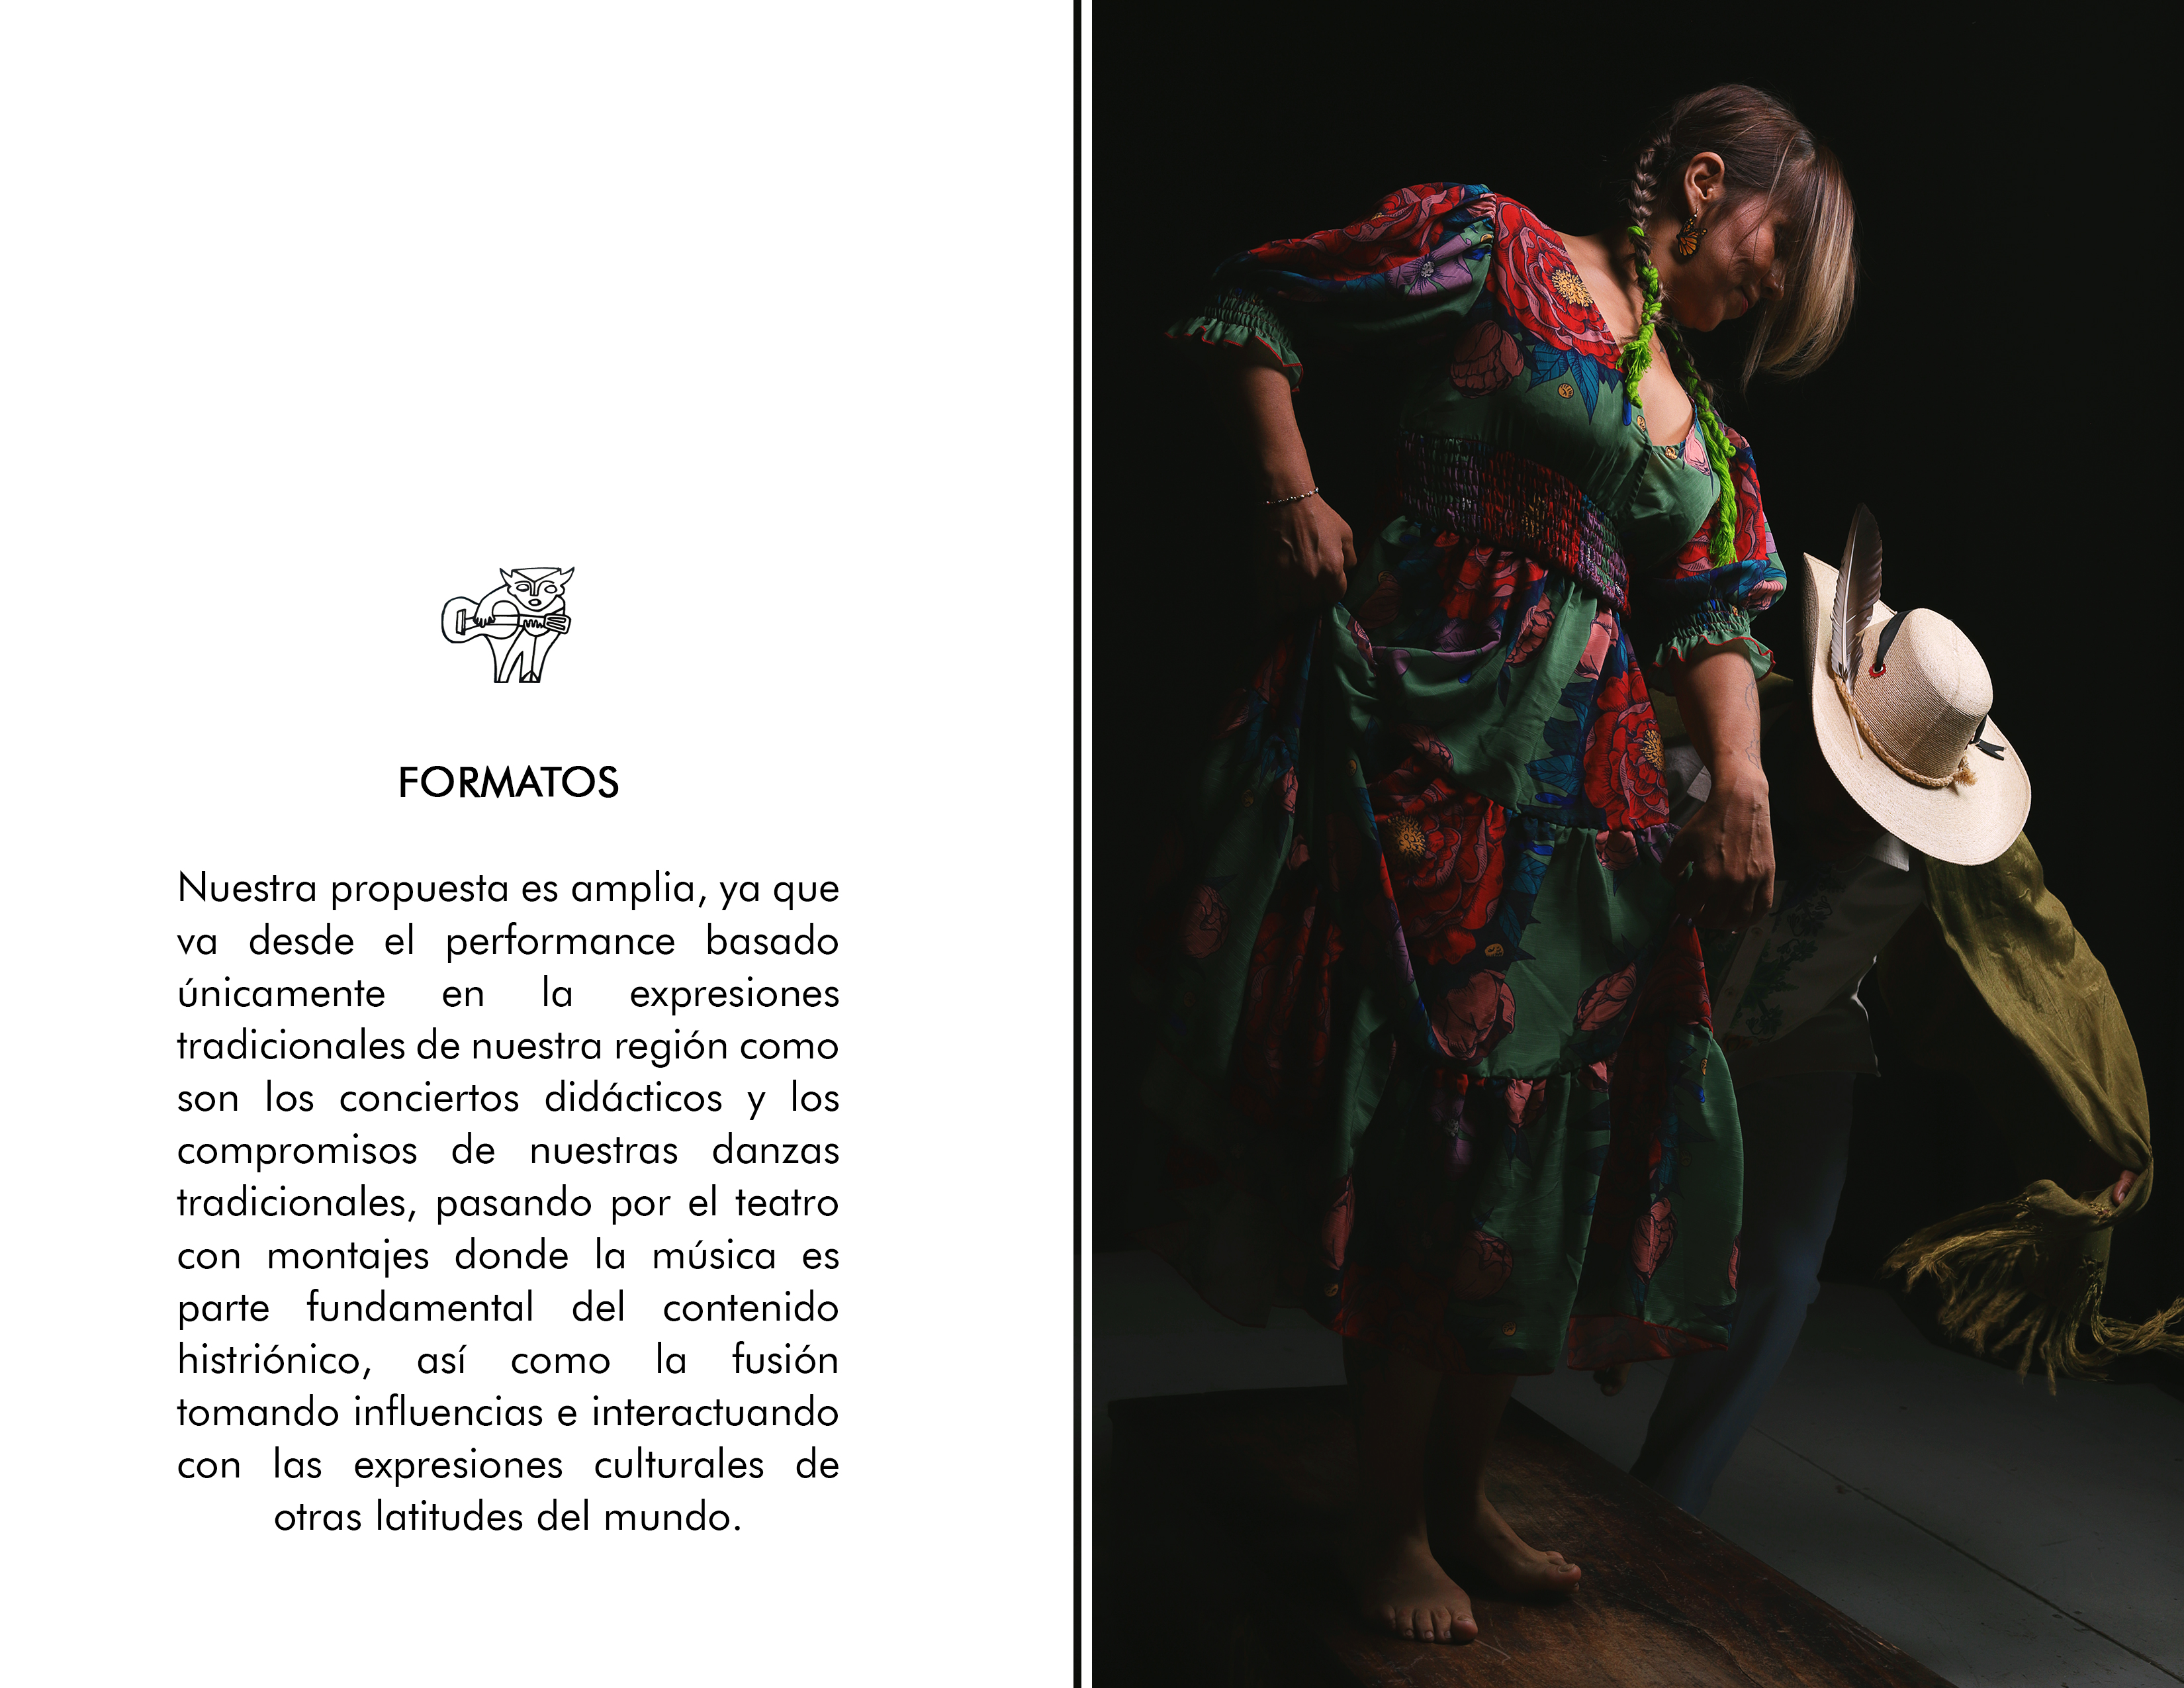 FORMATOS
Nuestra propuesta es amplia, ya que
va desde el performance basado
únicamente en la expresiones
tradicionales de nuestra región como
son los conciertos didácticos y los
compromisos de nuestras danzas
tradicionales, pasando por el teatro
con montajes donde la música es
parte fundamental del contenido
histriónico, así como la fusión
tomando influencias e interactuando
con las expresiones culturales de
otras latitudes del mundo.